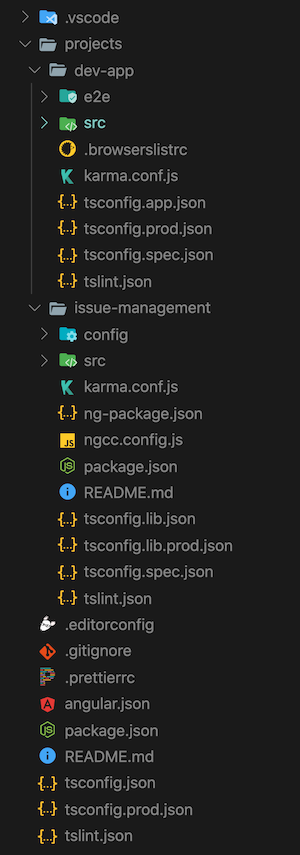 .vscode
projects
dev-app
e2e
src
.browserslistrc
karma.conf.js
tsconfig.app.json
tsconfig.prod.json
tsconfig.spec.json
tslint.json
issue-management
config
src
karma.conf.js
ng-package.json
ngcc.config.js
package.json
README.md
tsconfig.lib.json
tsconfig.lib.prod.json
tsconfig.spec.json
tslint.json
.editorconfig
.gitignore
.prettierrc
angular.json
package.json
README.md
tsconfig.json
tsconfig.prod.json
tslint.json